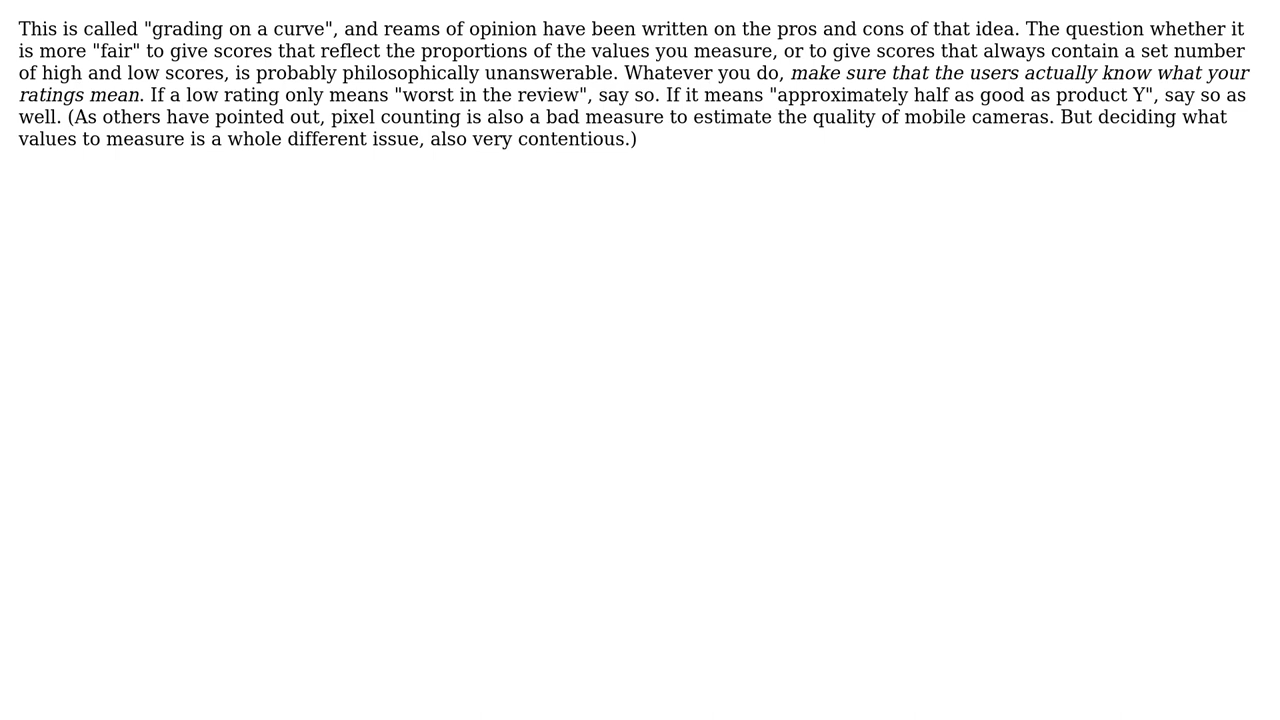 This is called "grading on a curve", and reams of opinion have been written on the pros and cons of that idea. The question whether it
is more "fair" to give scores that reflect the proportions of the values you measure, or to give scores that always contain a set number
of high and low scores, is probably philosophically unanswerable. Whatever you do, make sure that the users actually know what your
ratings mean. If a low rating only means "worst in the review", say so. If it means "approximately half as good as product Y", say so as
well. (As others have pointed out, pixel counting is also a bad measure to estimate the quality of mobile cameras. But deciding what
values to measure is a whole different issue, also very contentious.)